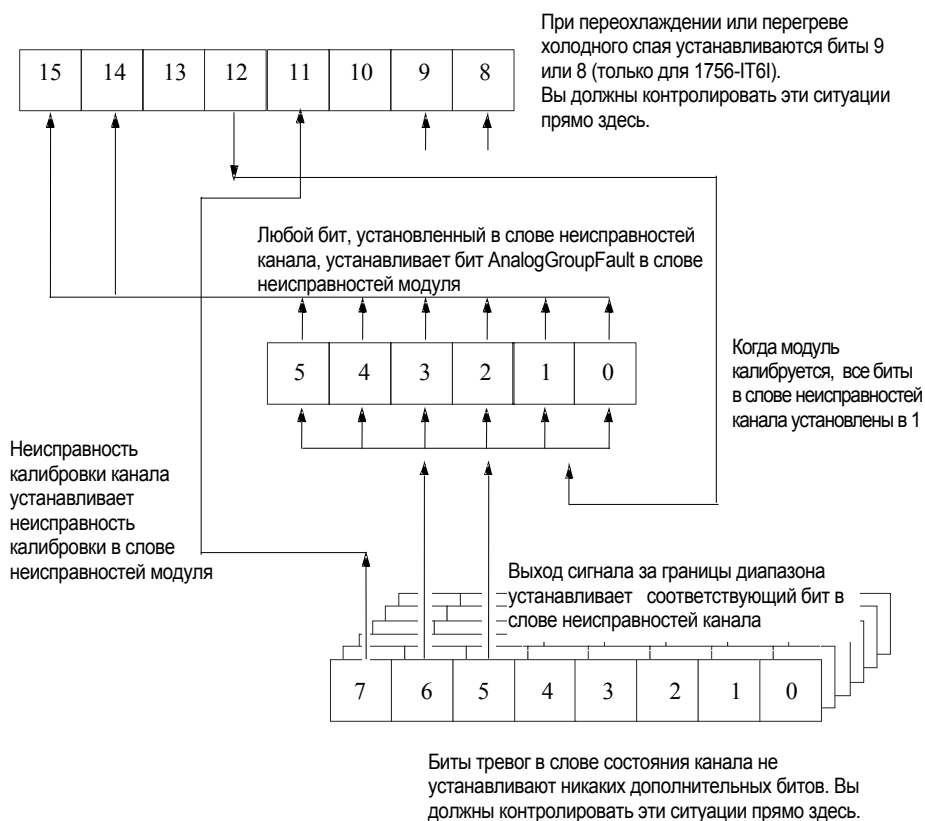 При переохлаждении или перегреве
холодного спая устанавливаются биты 9
или 8 (только для 1756-IT6I).
Вы должны контролировать эти ситуации
прямо здесь.
15 14 13 12 11 10 9 8
Любой бит, установленный в слове неисправностей
канала, устанавливает бит AnalogGroupFault в слове
неисправностей модуля
5 4 3 2 1 0
Когда модуль
калибруется, все биты
в слове неисправностей
канала установлены в 1
Неисправность
калибровки канала
устанавливает
неисправность
калибровки в слове
неисправностей модуля
Выход сигнала за границы диапазона
устанавливает соответствующий бит в
слове неисправностей канала
7 6 5 4 3 2 1 0
Биты тревог в слове состояния канала не
устанавливают никаких дополнительных битов. Вы
должны контролировать эти ситуации прямо здесь.